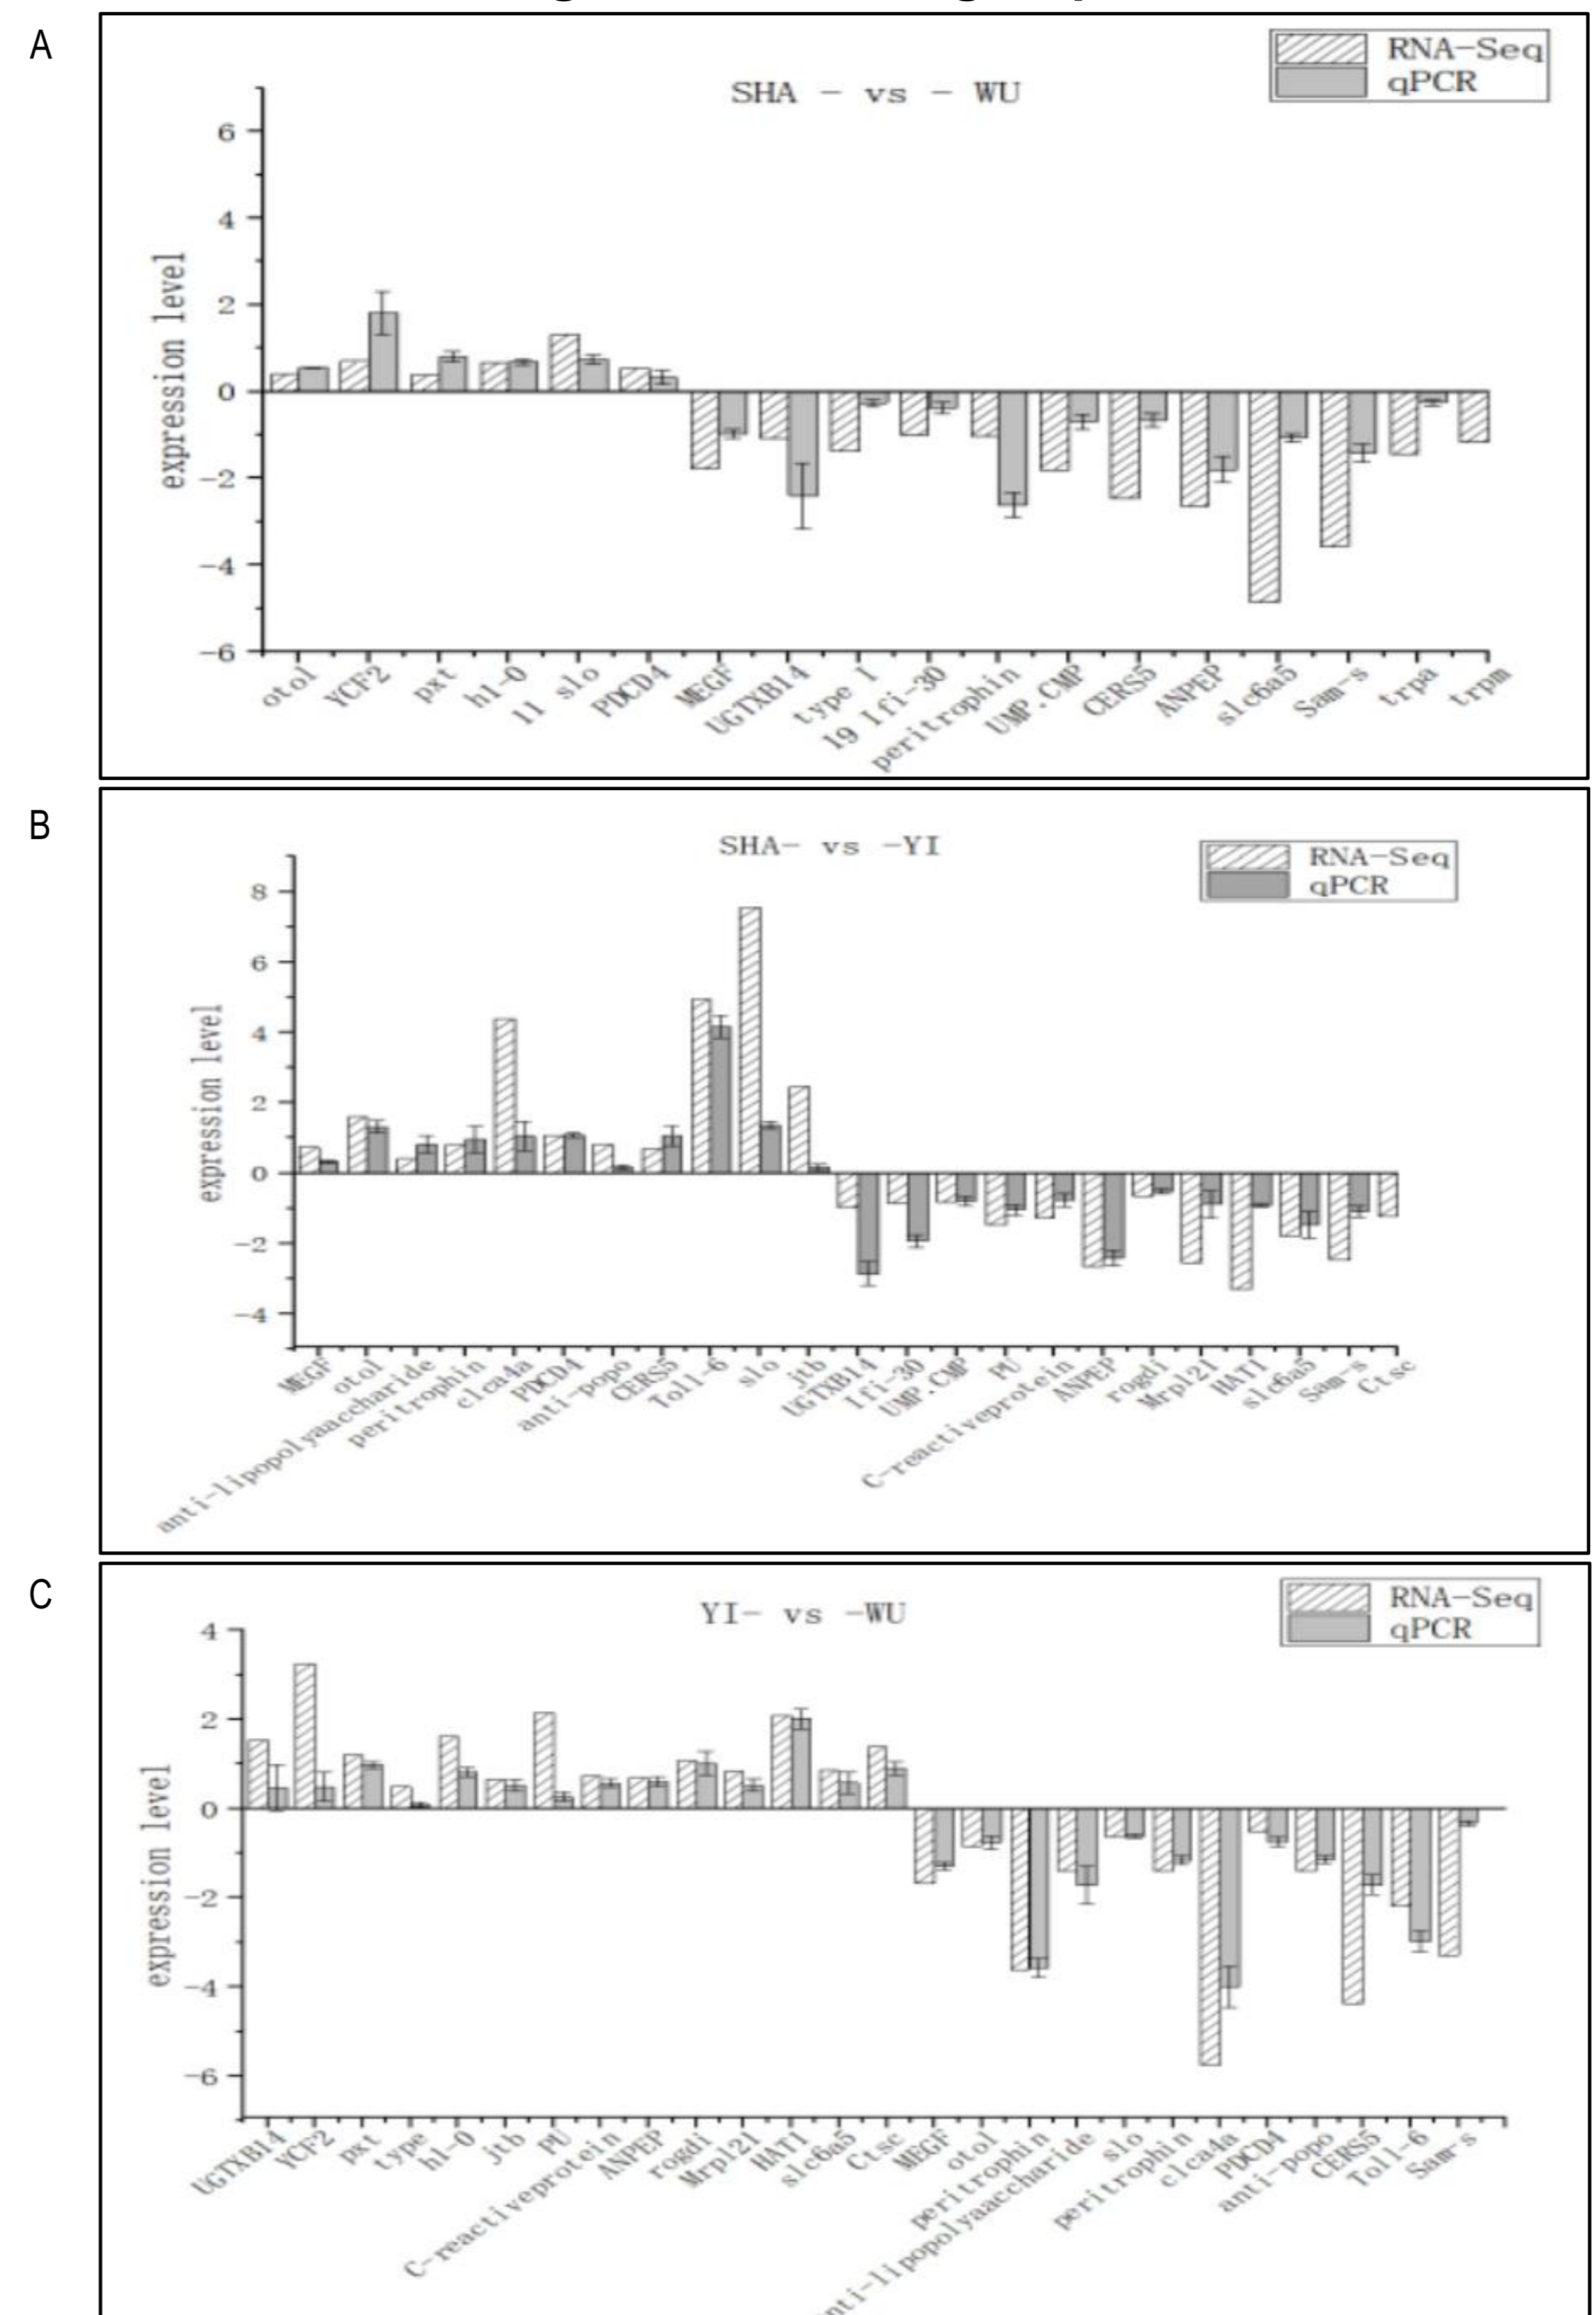 A
RNA-Seq
qPCR
SHA - vs - WU
expression level
6
4
2
0
-2
-4
-6
otol
YCF2
pxt
hl-0
11 slo
PDCD4
MEGF
UGTXB14
type I
19 Ifi-30
peritrophin
UMP.CMP
CERS5
ANPEP
slc6a5
Sam-s
trpa
trpm
B
SHA- vs -YI
RNA-Seq
qPCR
expression level
8
6
4
2
0
-2
-4
MEGF
otol
anti-lipopolyaaccharide
peritrophin
clca4a
PDCD4
anti-popo
CERS5
Toll-6
slo
jtb
UGTXB14
Ifi-30
UMP.CMP
PU
C-reactiveprotein
ANPEP
rogdi
Mrpl21
HAT1
slc6a5
Sam-s
Ctsc
C
YI- vs -WU
RNA-Seq
qPCR
expression level
4
2
0
-2
-4
-6
UGTXB14
YCF2
pxt
type
hl-0
jtb
PU
C-reactiveprotein
ANPEP
rogdi
Mrpl21
HAT1
slc6a5
Ctsc
MEGF
otol
peritrophin
nti-lipopolyaaccharide
slo
peritrophin
clca4a
PDCD4
anti-popo
CERS5
Toll-6
Sam-s